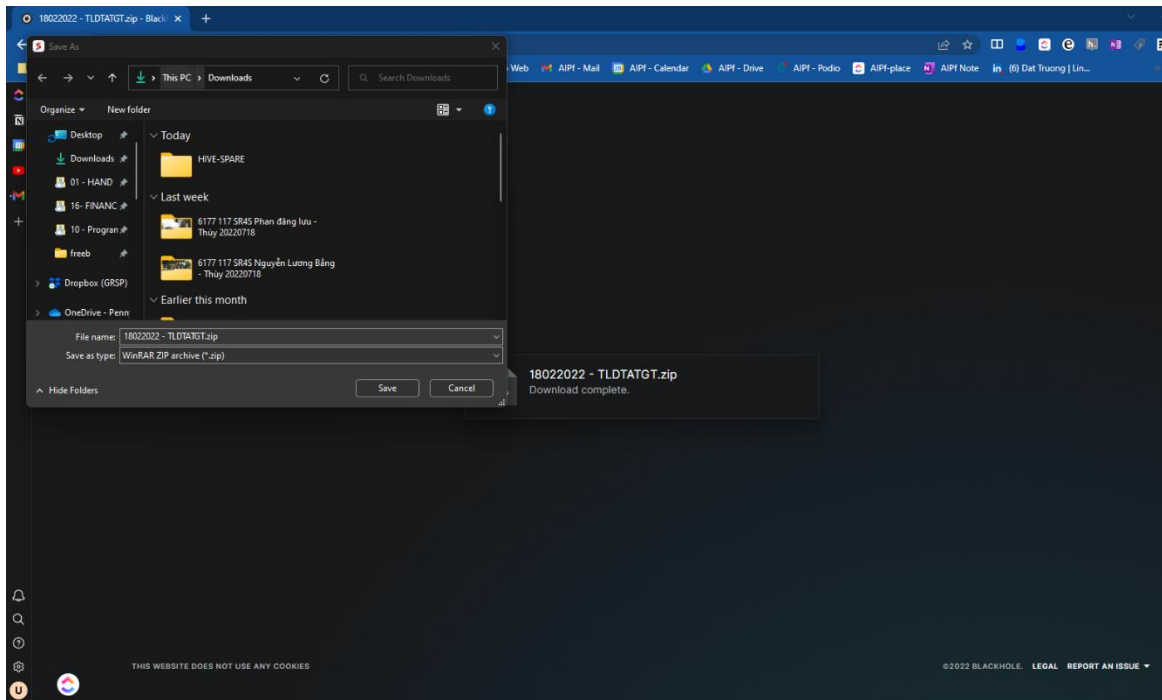 18022022 - TLDTATGT.zip - Black
Save As
This PC > Downloads
Search Downloads
Web AIPf - Mail AIPf - Calendar AIPf - Drive AIPf - Podio AIPf-place AIPf Note (6) Dat Truong | Lin...
Organize New folder
Desktop
Downloads
01 - HAND
16- FINANC
10 - Progran
freeb
Dropbox (GRSP)
OneDrive - Penn
Today
HIVE-SPARE
Last week
6177 117 SR4S Phan đăng lưu -
Thùy 20220718
6177 117 SR4S Nguyễn Lương Bằng
- Thùy 20220718
Earlier this month
File name: 18022022 - TLDTATGT.zip
Save as type: WinRAR ZIP archive (*.zip)
Hide Folders
Save Cancel
18022022 - TLDTATGT.zip
Download complete.
THIS WEBSITE DOES NOT USE ANY COOKIES
©2022 BLACKHOLE. LEGAL REPORT AN ISSUE
U